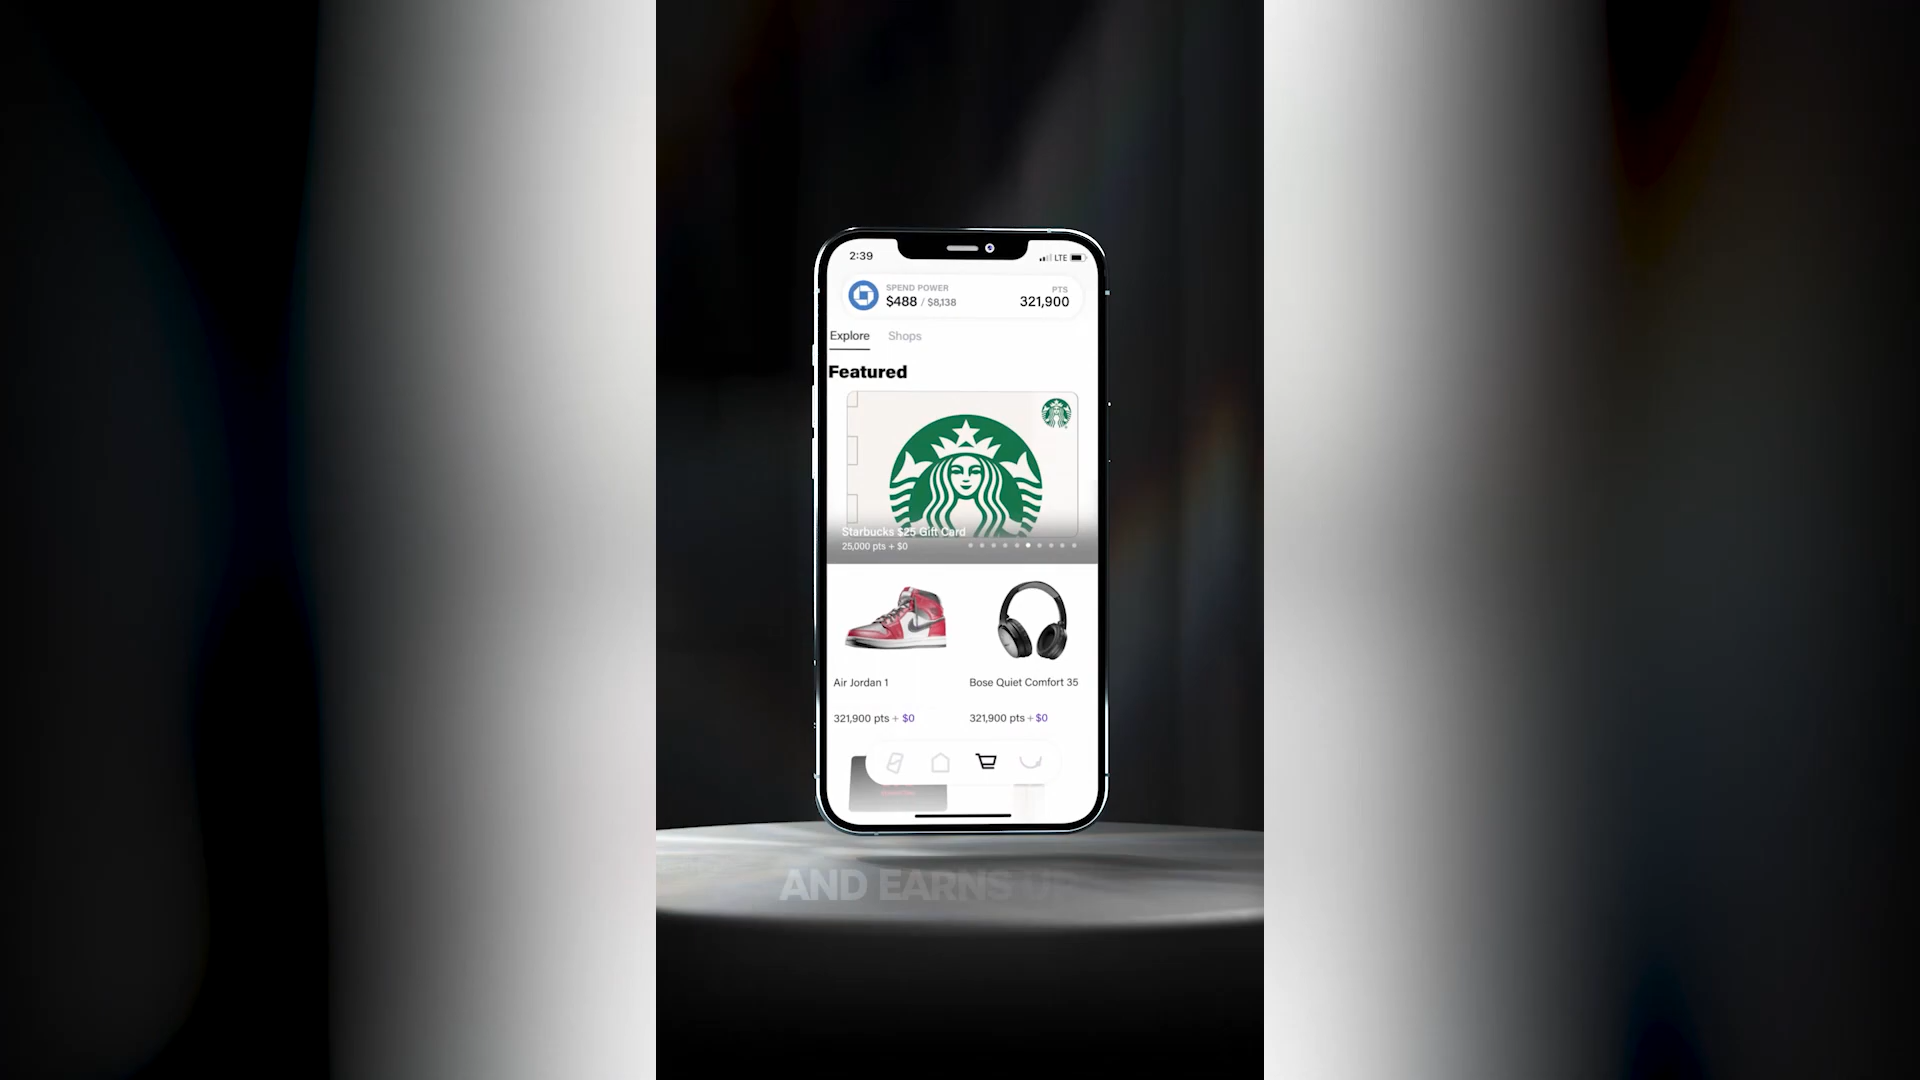 2:39
LTE
SPEND POWER
$488 / $8,138
PTS
321,900
Explore
Shops
Featured
Starbucks $25 Gift Card
25,000 pts + $0
Air Jordan 1
Bose Quiet Comfort 35
321,900 pts + $0
321,900 pts + $0
AND EARNS UP